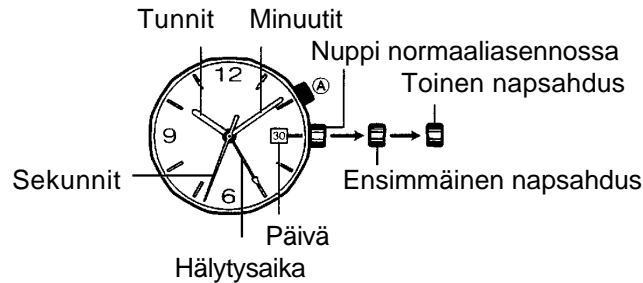 Tunnit Minuutit
Nuppi normaaliasennossa
Toinen napsahdus
12
A
9
30
Sekunnit
Ensimmäinen napsahdus
6
Päivä
Hälytysaika